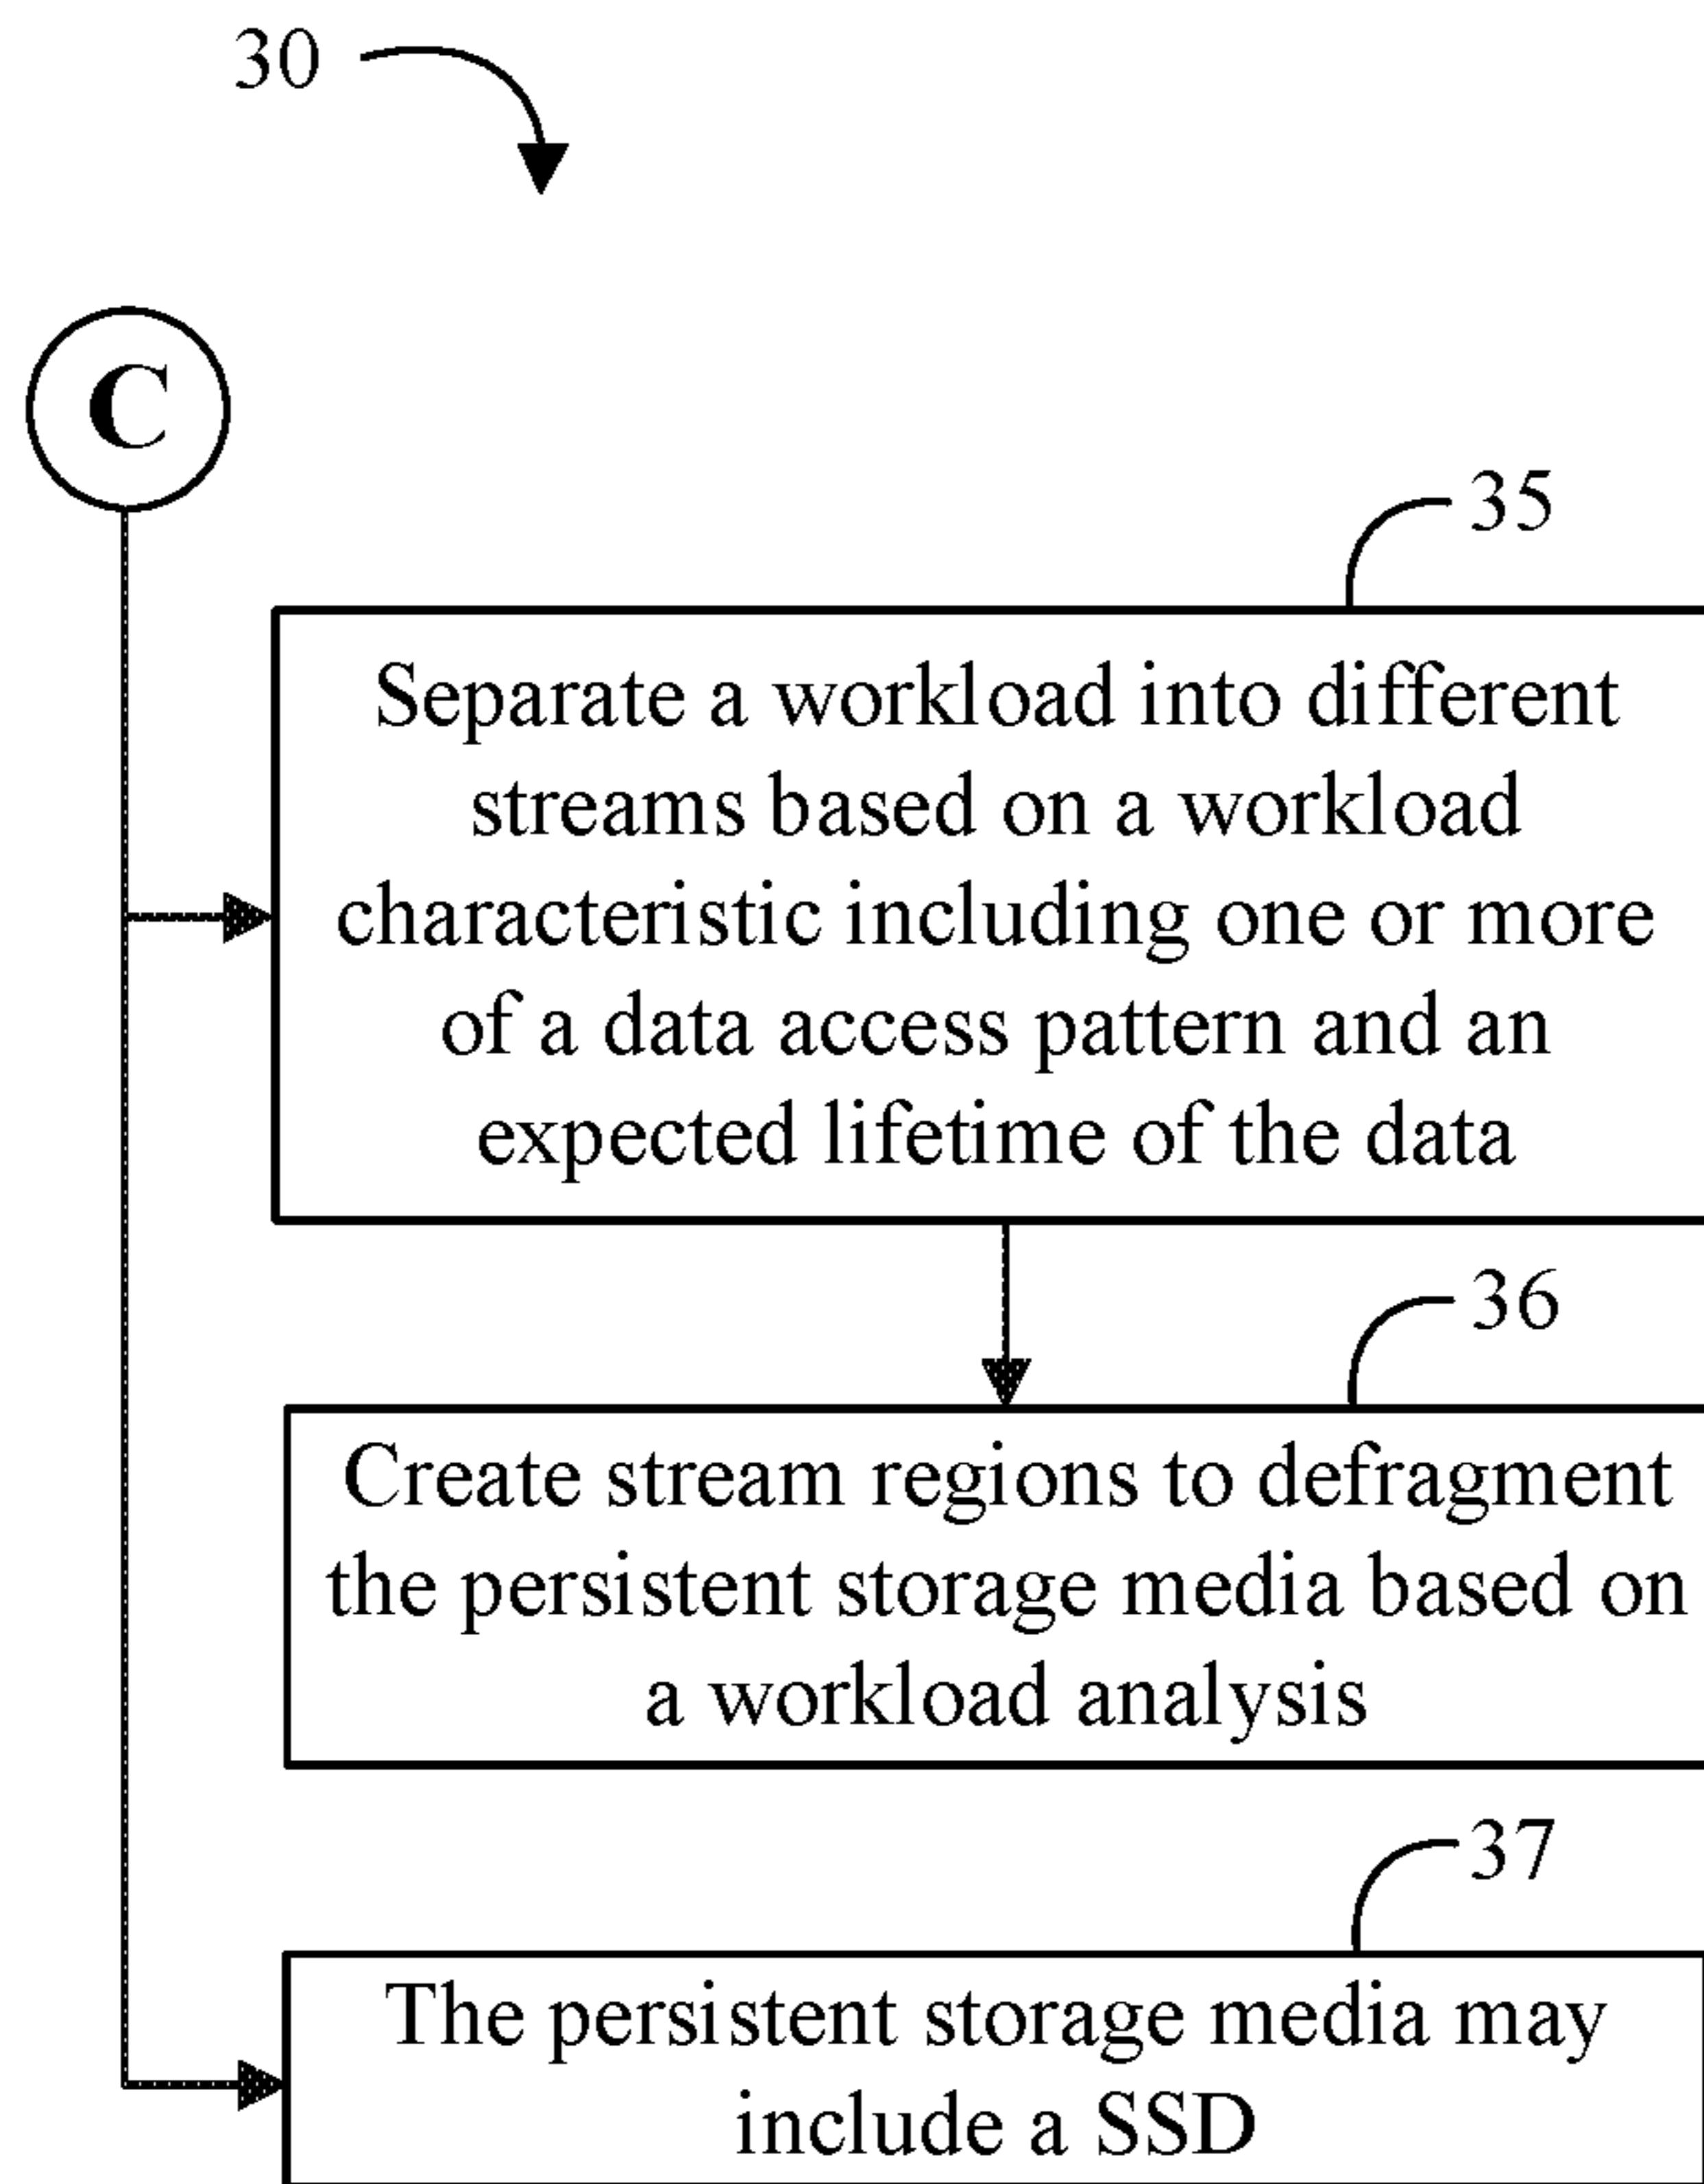 30
C
35
Separate a workload into different
streams based on a workload
characteristic including one or more
of a data access pattern and an
expected lifetime of the data
36
Create stream regions to defragment
the persistent storage media based on
a workload analysis
37
The persistent storage media may
include a SSD